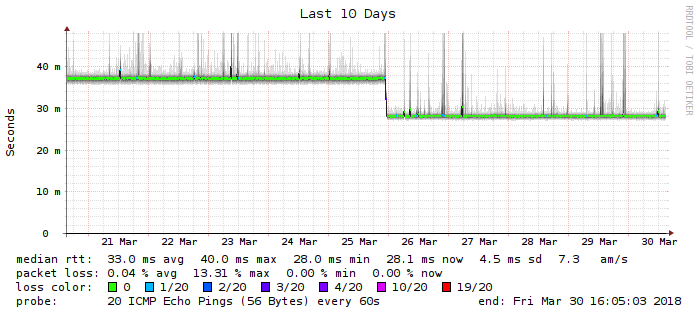 Last 10 Days
RRDTOOL / TOBI OETIKER
Seconds
40 m
30 m
20 m
10 m
0
21 Mar 22 Mar 23 Mar 24 Mar 25 Mar 26 Mar 27 Mar 28 Mar 29 Mar 30 Mar
median rtt: 33.0 ms avg 40.0 ms max 28.0 ms min 28.1 ms now 4.5 ms sd 7.3 am/s
packet loss: 0.04 % avg 13.31 % max 0.00 % min 0.00 % now
loss color: 0 1/20 2/20 3/20 4/20 10/20 19/20
probe: 20 ICMP Echo Pings (56 Bytes) every 60s end: Fri Mar 30 16:05:03 2018